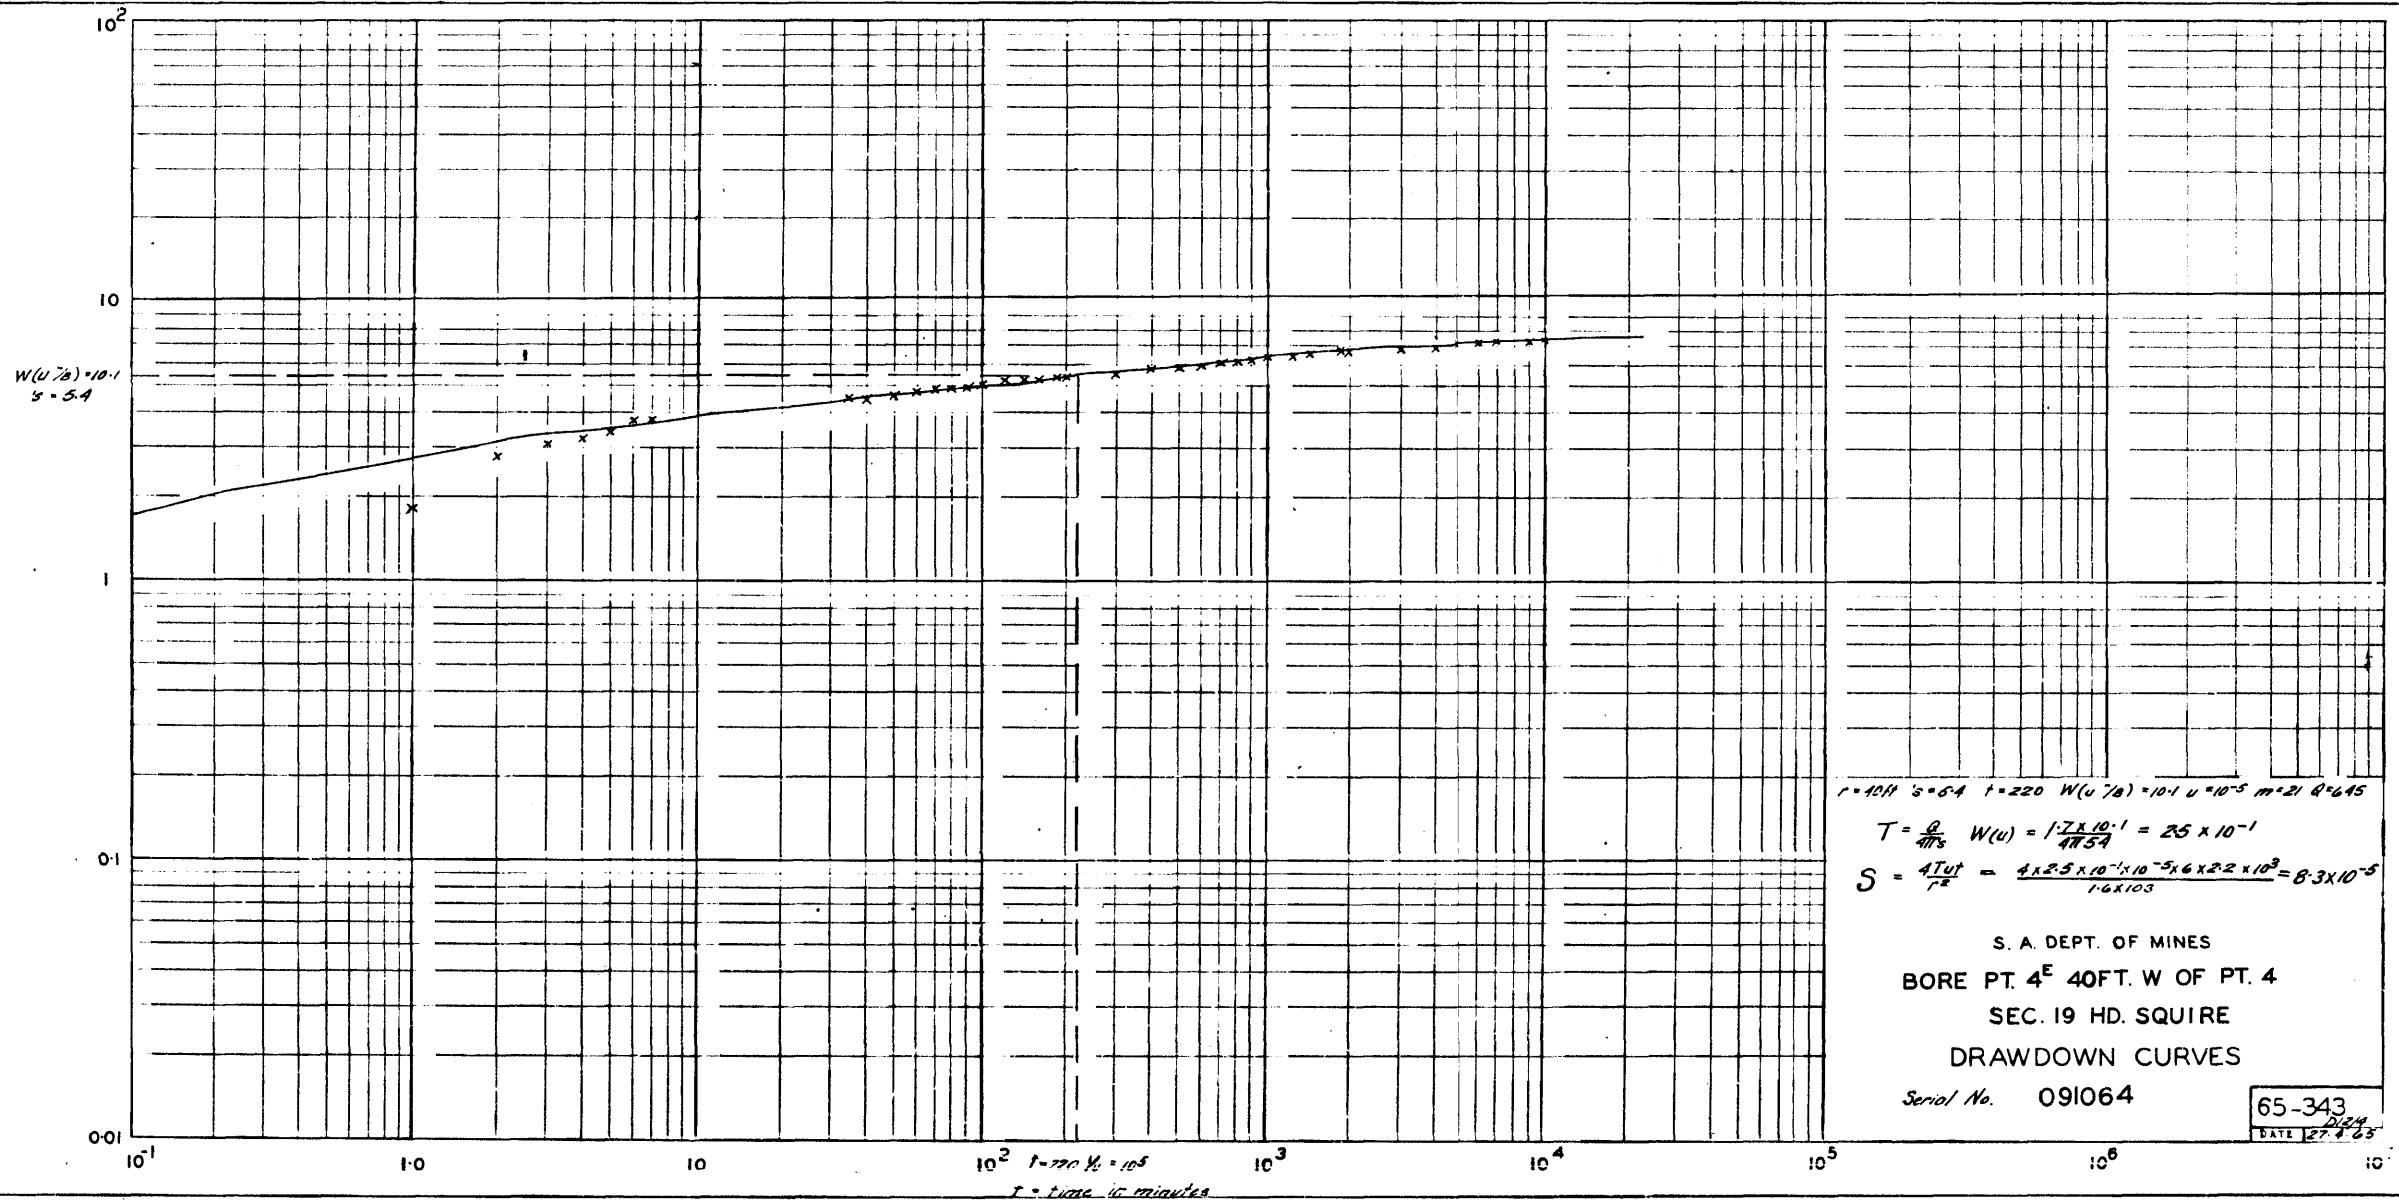 10²
10
W(u r/B) = 10·1
s = 5.4
1
0·1
0·01
10⁻¹
1·0
10
10²
t=220 1/u = 10⁵
10³
10⁴
10⁵
10⁶
t = time in minutes
r = 40ft s = 5.4 t = 220 W(u r/B) = 10·1 u = 10⁻⁵ m = 21 Q = 645
T = Q/4πs W(u) = 1·7 x 10·1/4π5.4 = 2.5 x 10⁻¹
S = 4Tut/r² = 4 x 2.5 x 10⁻¹ x 10⁻⁵ x 6 x 2.2 x 10³/1.6 x 103 = 8.3 x 10⁻⁵
S. A. DEPT. OF MINES
BORE PT. 4ᴱ 40FT. W OF PT. 4
SEC. 19 HD. SQUIRE
DRAWDOWN CURVES
Serial No. 091064
65-343
DATE 27.4.65